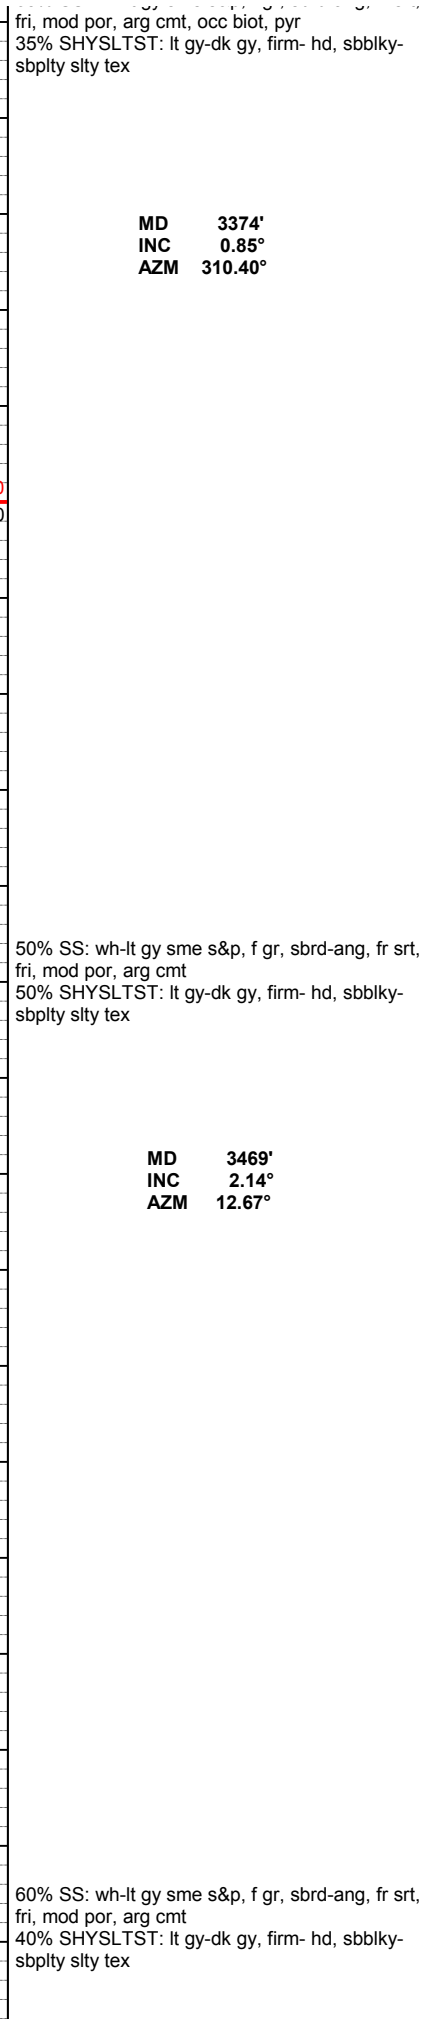 fri, mod por, arg cmt, occ biot, pyr
35% SHYSLTST: lt gy-dk gy, firm- hd, sbblky-
sbplty slty tex
MD 3374'
INC 0.85°
AZM 310.40°
0
0
50% SS: wh-lt gy sme s&p, f gr, sbrd-ang, fr srt,
fri, mod por, arg cmt
50% SHYSLTST: lt gy-dk gy, firm- hd, sbblky-
sbplty slty tex
MD 3469'
INC 2.14°
AZM 12.67°
60% SS: wh-lt gy sme s&p, f gr, sbrd-ang, fr srt,
fri, mod por, arg cmt
40% SHYSLTST: lt gy-dk gy, firm- hd, sbblky-
sbplty slty tex